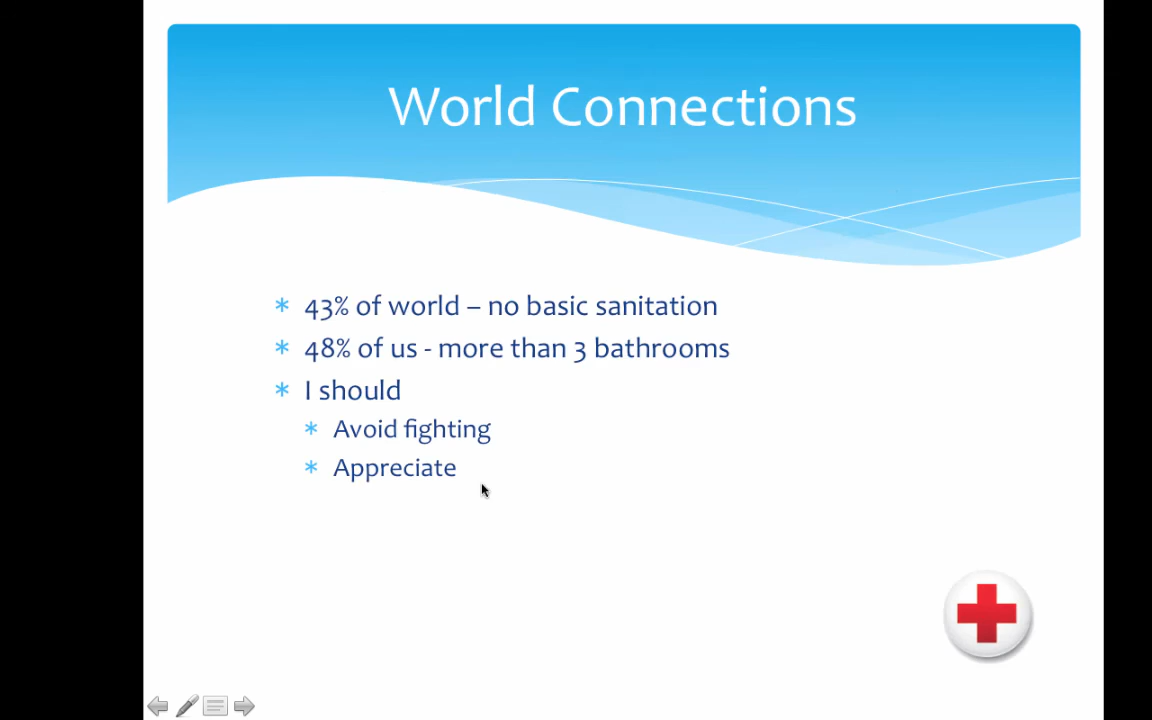 World Connections
43% of world – no basic sanitation
48% of us - more than 3 bathrooms
I should
Avoid fighting
Appreciate